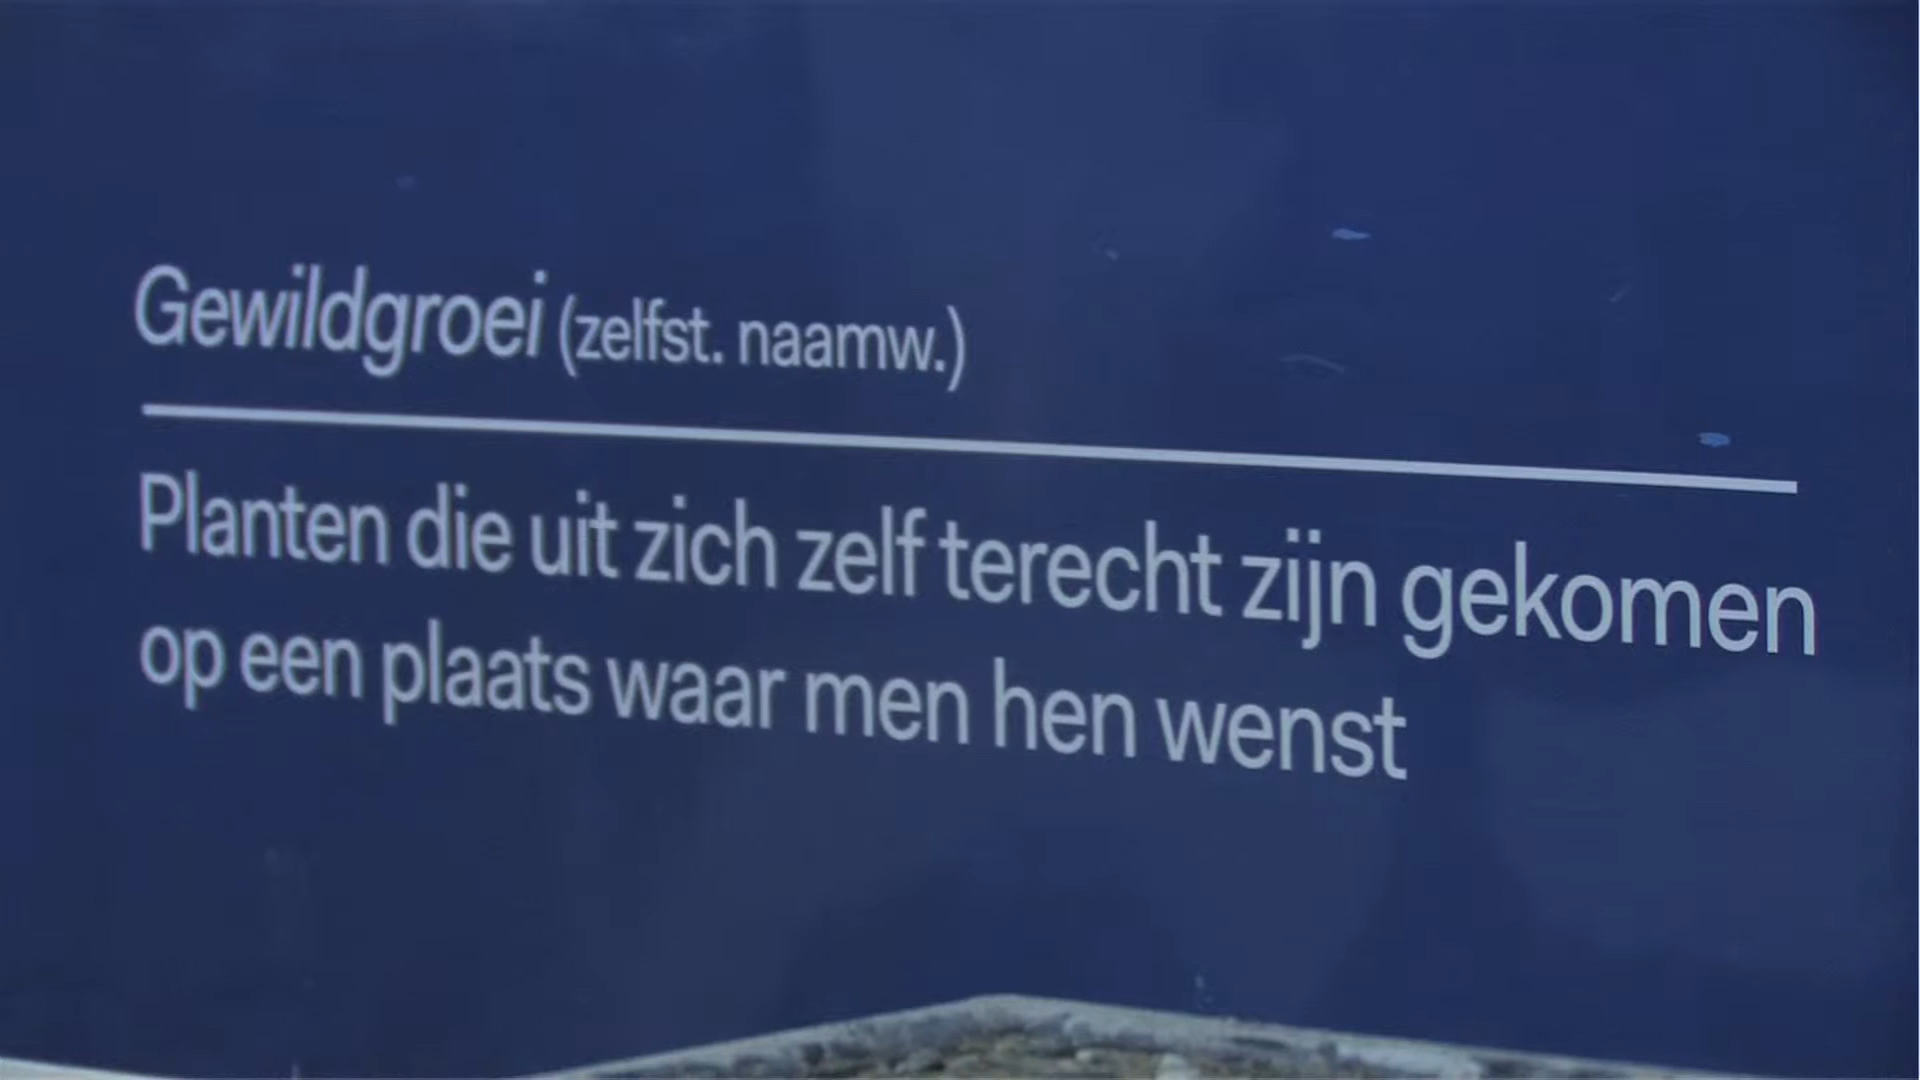 Gewildgroei (zelfst. naamw.)
Planten die uit zich zelf terecht zijn gekomen
op een plaats waar men hen wenst